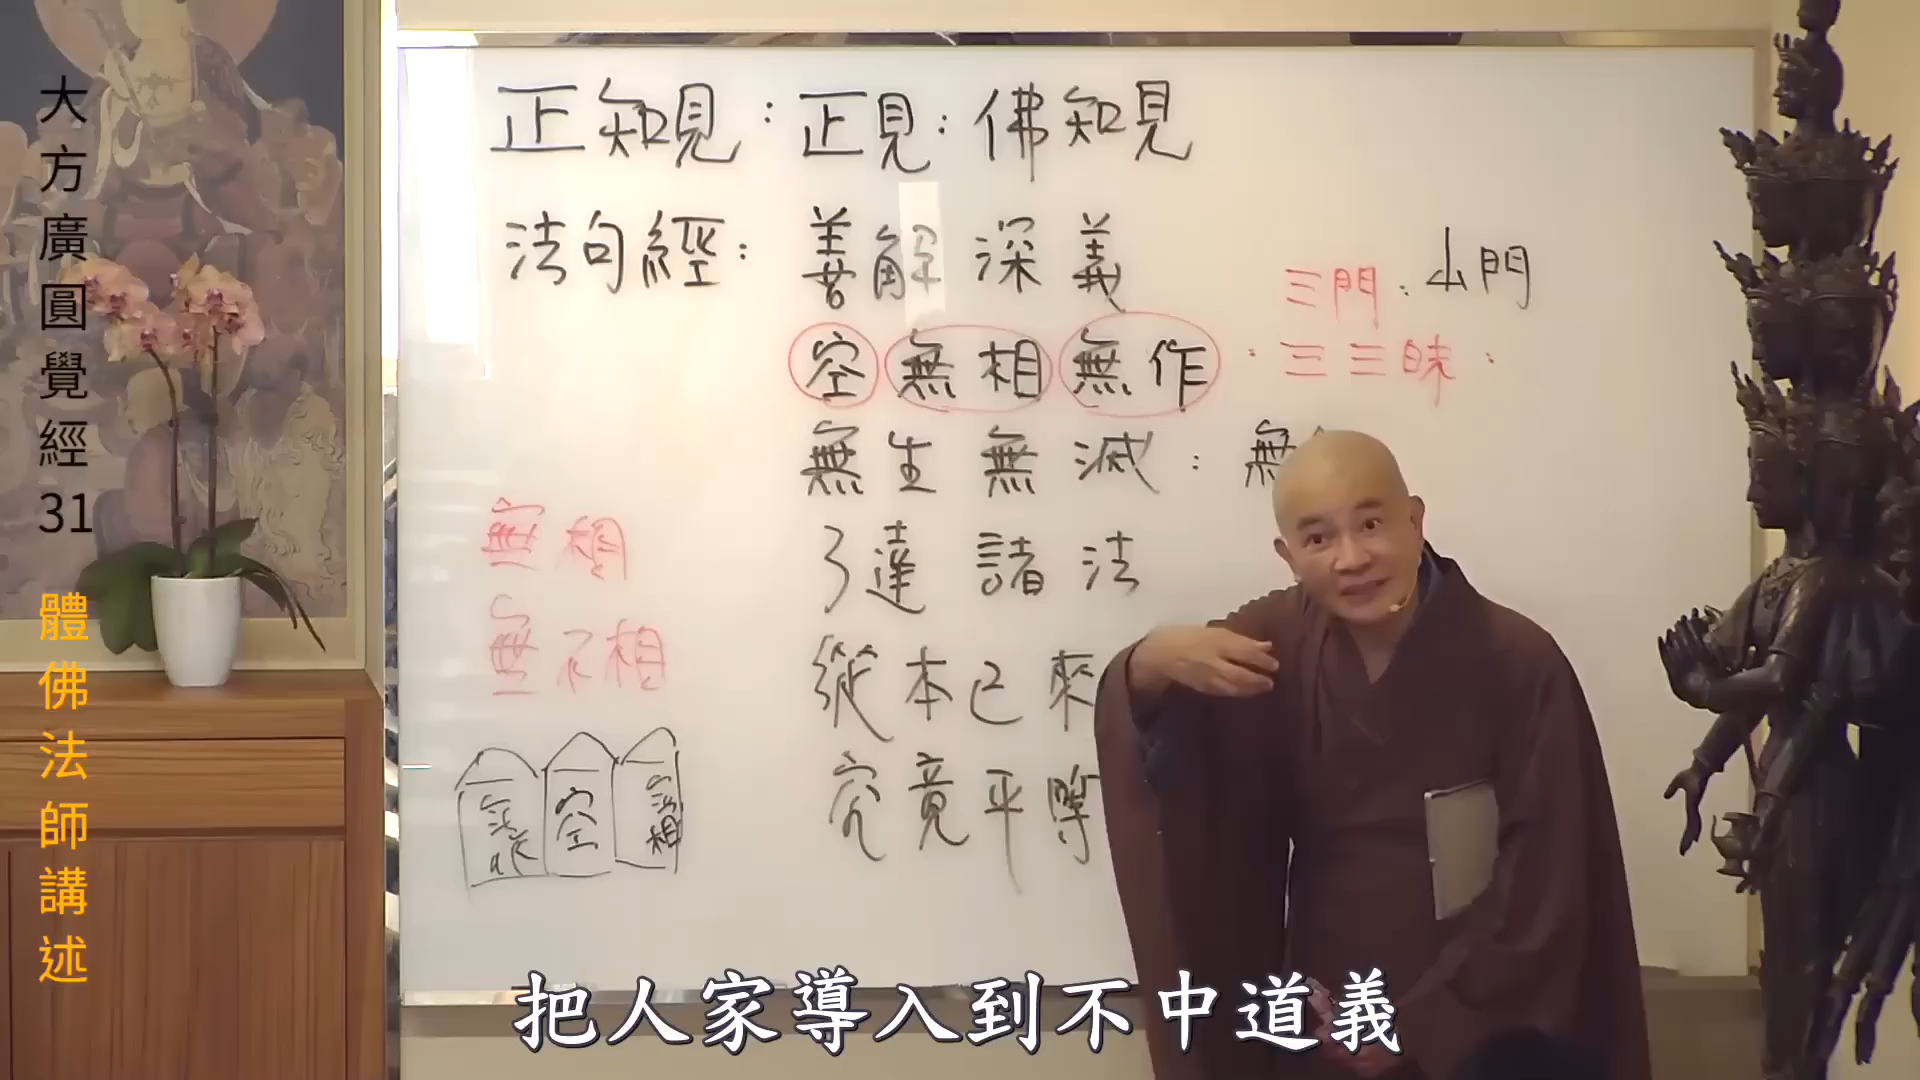 大方廣圓覺經31 體佛法師講述
正知見：正見：佛知見
法句經：善解深義
三門：山門
空無相無作：三三昧：
無生無滅：無
了達諸法
從本已來
究竟平等
無相
無不相
空
無相
把人家導入到不中道義